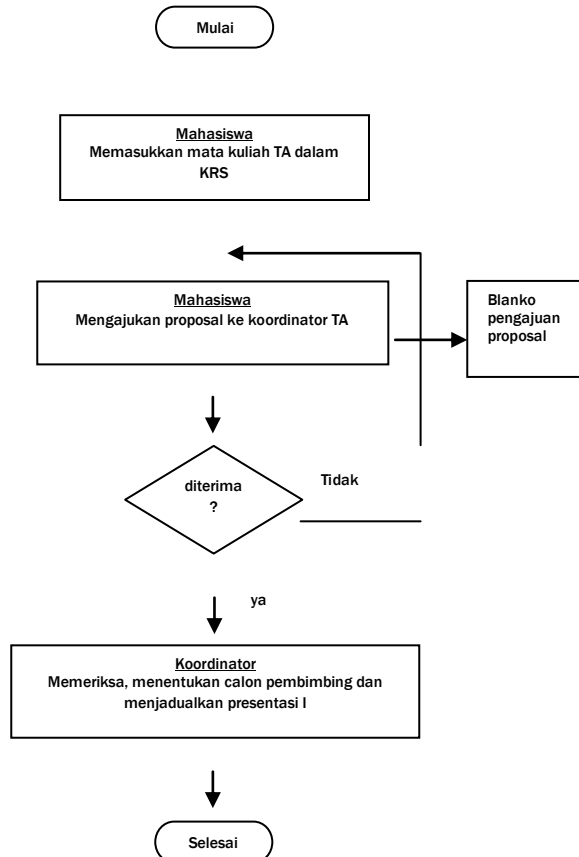 Mulai
Mahasiswa
Memasukkan mata kuliah TA dalam
KRS
Mahasiswa
Mengajukan proposal ke koordinator TA
Blanko
pengajuan
proposal
diterima
?
Tidak
ya
Koordinator
Memeriksa, menentukan calon pembimbing dan
menjadualkan presentasi I
Selesai